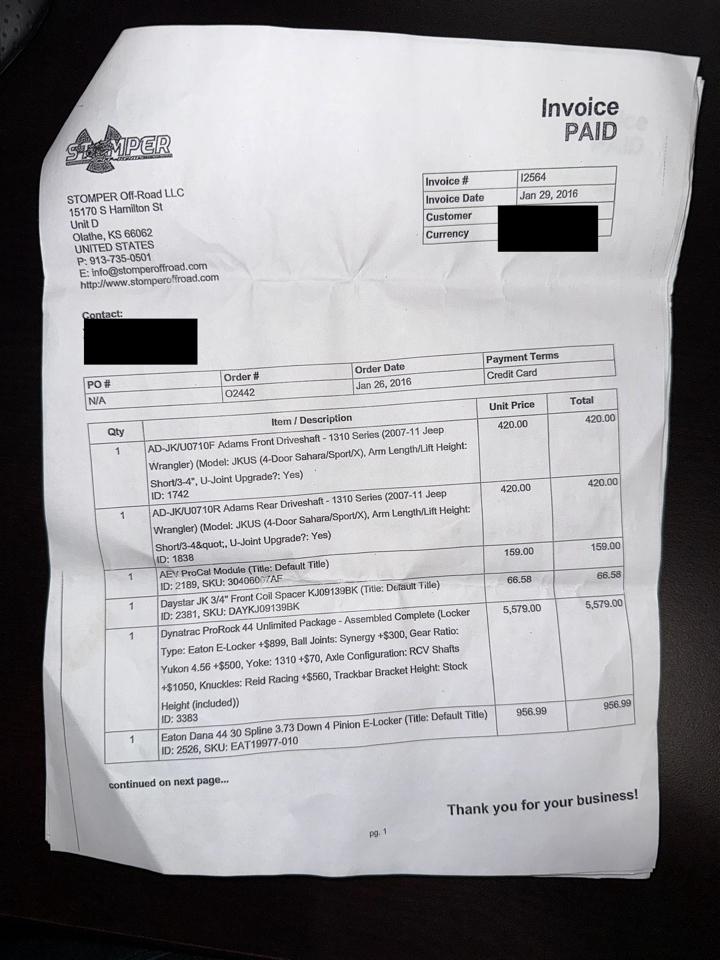 Invoice
PAID
STOMPER
STOMPER Off-Road LLC
15170 S Hamilton St
Unit D
Olathe, KS 66062
UNITED STATES
P: 913-735-0501
E: info@stomperoffroad.com
http://www.stomperoffroad.com
Invoice # I2564
Invoice Date Jan 29, 2016
Customer
Currency
Contact:
PO # Order # Order Date Payment Terms
N/A O2442 Jan 26, 2016 Credit Card
Qty Item / Description Unit Price Total
1 AD-JK/U0710F Adams Front Driveshaft - 1310 Series (2007-11 Jeep 420.00 420.00
Wrangler) (Model: JKUS (4-Door Sahara/Sport/X), Arm Length/Lift Height:
Short/3-4", U-Joint Upgrade?: Yes)
ID: 1742
1 AD-JK/U0710R Adams Rear Driveshaft - 1310 Series (2007-11 Jeep 420.00 420.00
Wrangler) (Model: JKUS (4-Door Sahara/Sport/X), Arm Length/Lift Height:
Short/3-4&quot;, U-Joint Upgrade?: Yes)
ID: 1838
1 AEV ProCal Module (Title: Default Title) 159.00 159.00
ID: 2189, SKU: 30406007AF
1 Daystar JK 3/4" Front Coil Spacer KJ09139BK (Title: Default Title) 66.58 66.58
ID: 2381, SKU: DAYKJ09139BK
1 Dynatrac ProRock 44 Unlimited Package - Assembled Complete (Locker 5,579.00 5,579.00
Type: Eaton E-Locker +$899, Ball Joints: Synergy +$300, Gear Ratio:
Yukon 4.56 +$500, Yoke: 1310 +$70, Axle Configuration: RCV Shafts
+$1050, Knuckles: Reid Racing +$560, Trackbar Bracket Height: Stock
Height (included))
ID: 3383
1 Eaton Dana 44 30 Spline 3.73 Down 4 Pinion E-Locker (Title: Default Title) 956.99 956.99
ID: 2526, SKU: EAT19977-010
continued on next page...
Thank you for your business!
pg. 1